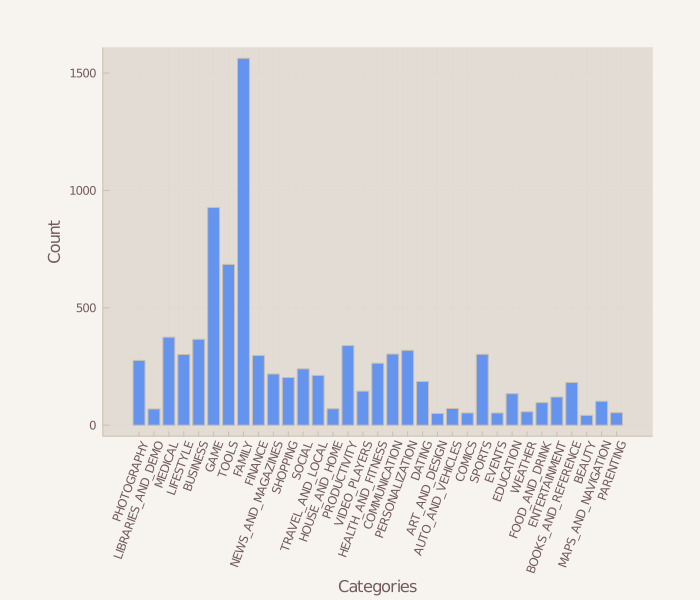 1500
1000
500
0
Count
PHOTOGRAPHY
LIBRARIES_AND_DEMO
MEDICAL
LIFESTYLE
BUSINESS
GAME
TOOLS
FAMILY
FINANCE
NEWS_AND_MAGAZINES
SHOPPING
SOCIAL
TRAVEL_AND_LOCAL
HOUSE_AND_HOME
PRODUCTIVITY
VIDEO_PLAYERS
HEALTH_AND_FITNESS
COMMUNICATION
PERSONALIZATION
DATING
ART_AND_DESIGN
AUTO_AND_VEHICLES
COMICS
SPORTS
EVENTS
EDUCATION
WEATHER
FOOD_AND_DRINK
ENTERTAINMENT
BOOKS_AND_REFERENCE
BEAUTY
MAPS_AND_NAVIGATION
PARENTING
Categories